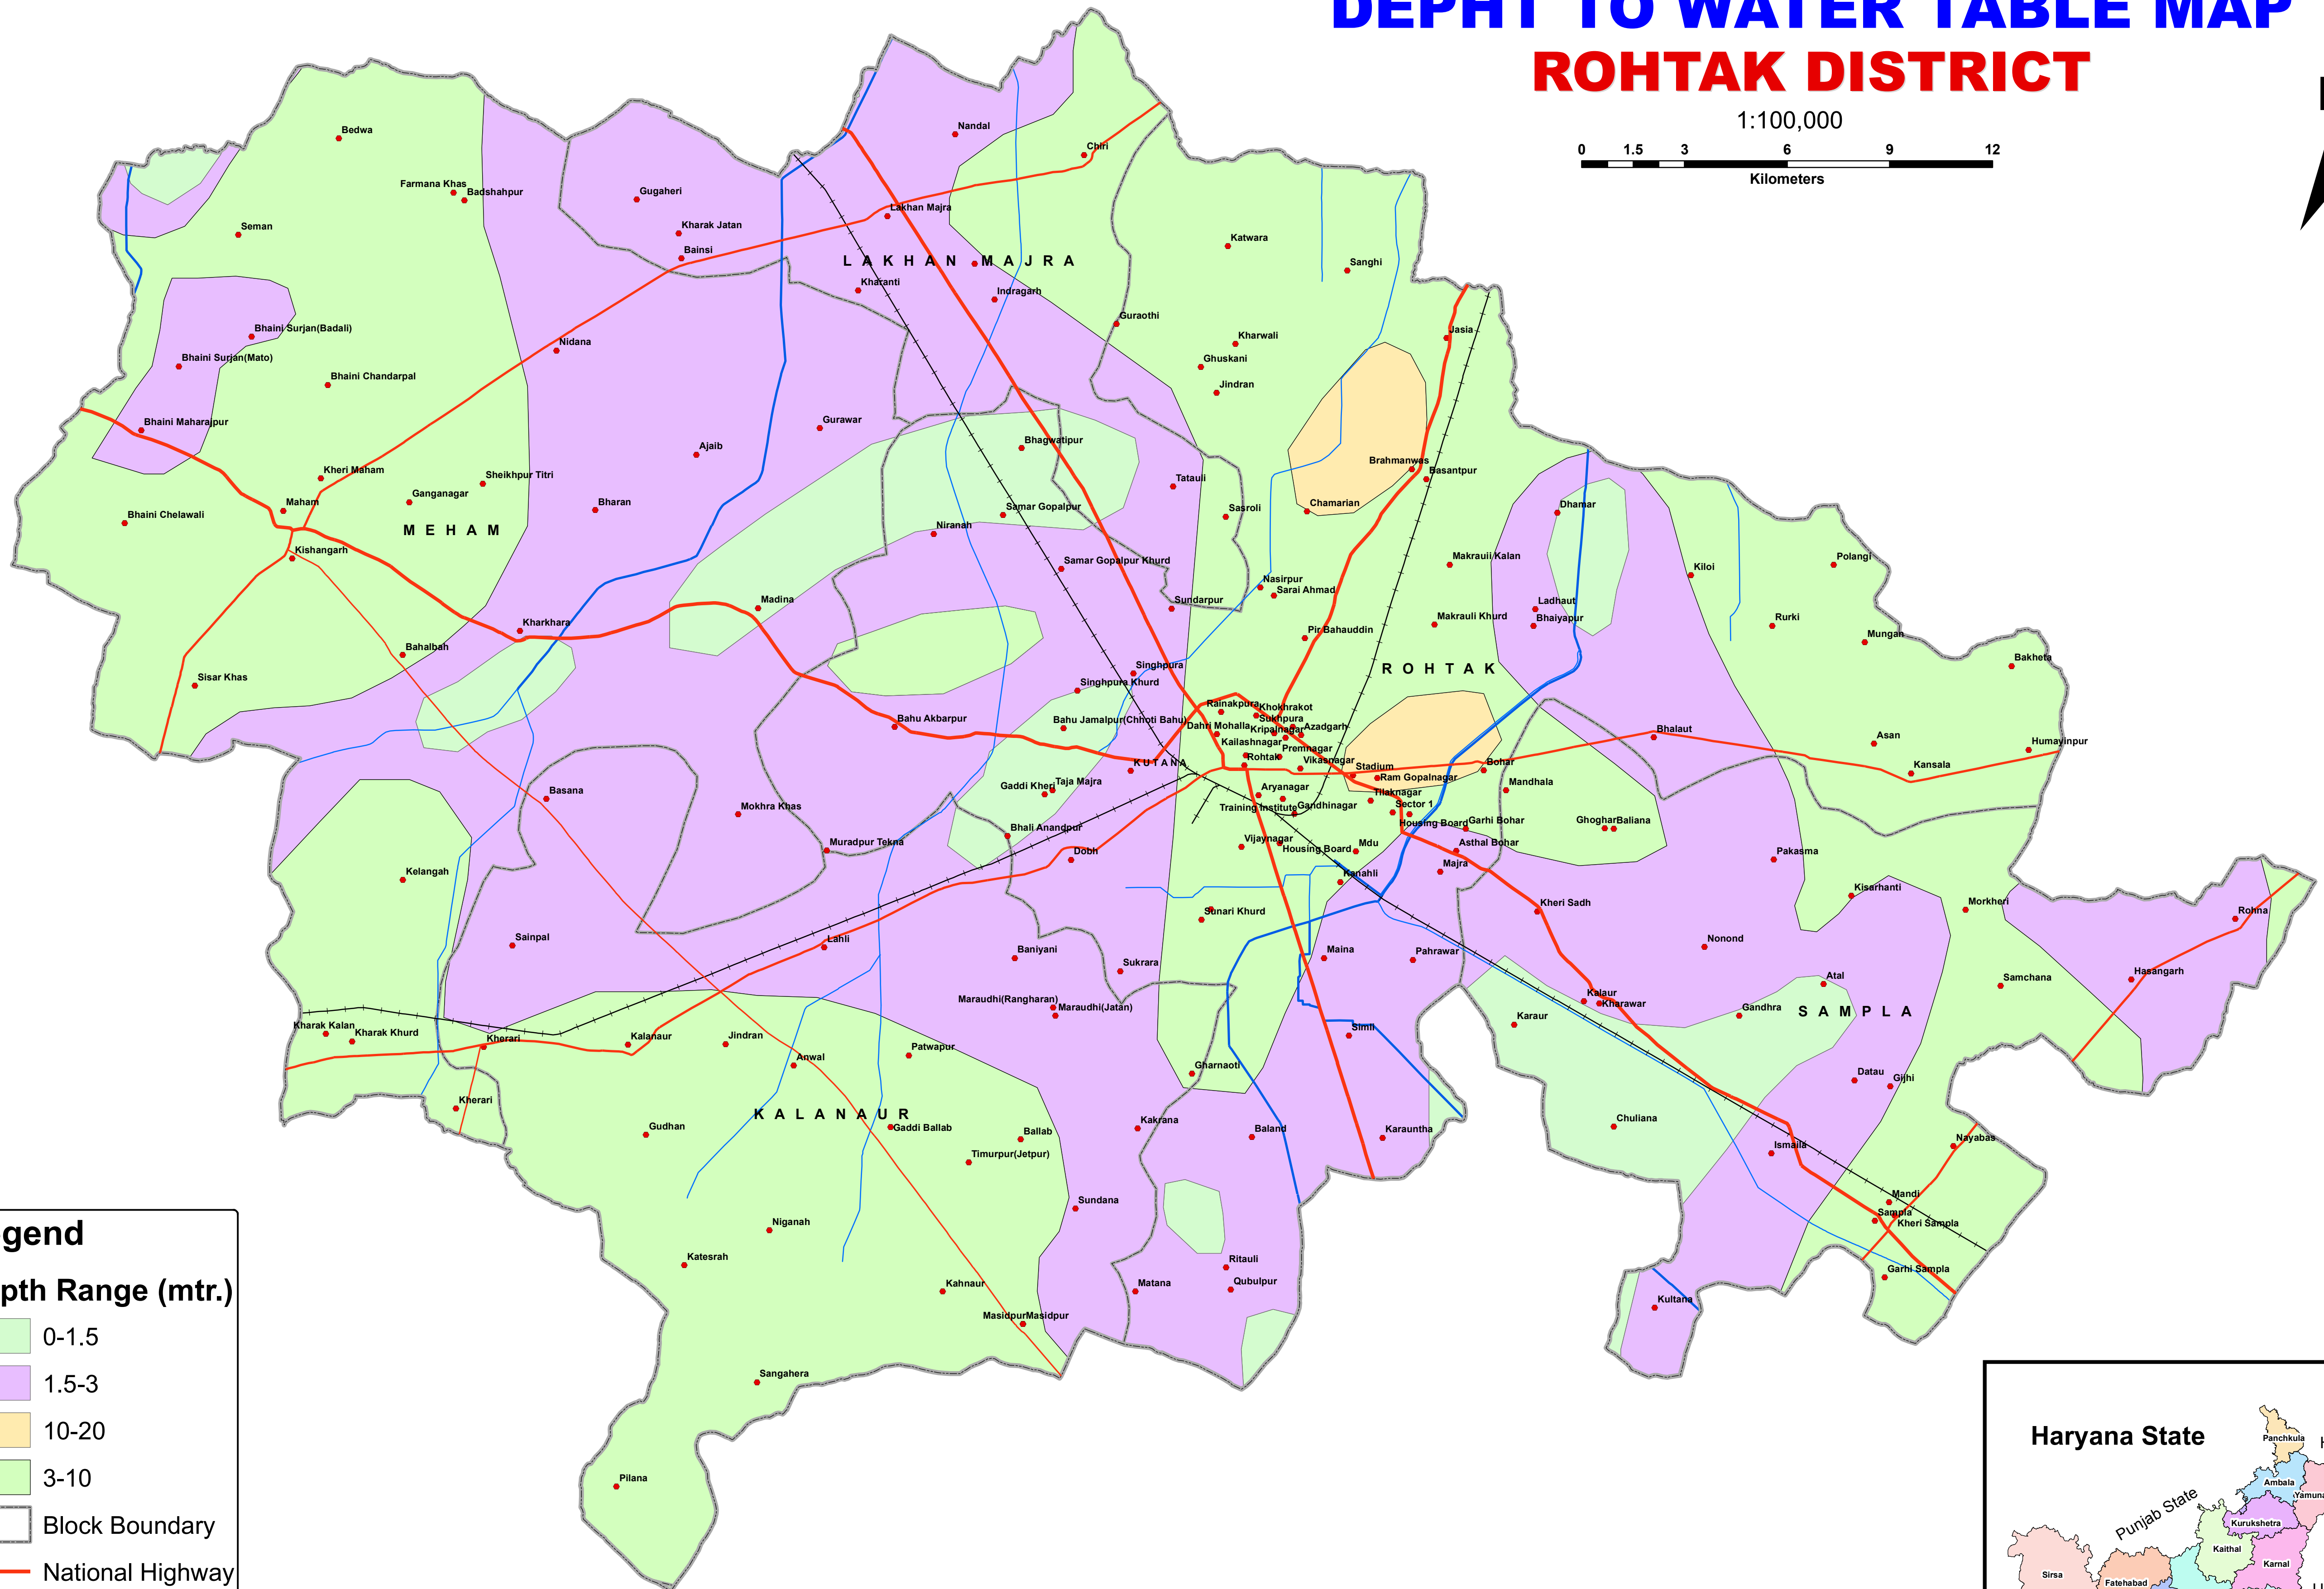 DEPHT TO WATER TABLE MAP
ROHTAK DISTRICT
1:100,000
0 1.5 3 6 9 12
Kilometers
Bedwa
Nandal
Chiri
Farmana Khas
Badshahpur
Gugaheri
Lakhan Majra
Seman
Kharak Jatan
Katwara
Bainsi
LAKHAN MAJRA
Sanghi
Kharanti
Indragarh
Guraothi
Bhaini Surjan(Badali)
Jasia
Kharwali
Nidana
Bhaini Surjan(Mato)
Ghuskani
Bhaini Chandarpal
Jindran
Bhaini Maharajpur
Gurawar
Bhagwatipur
Ajaib
Brahmanwas
Basantpur
Kheri Maham
Sheikhpur Titri
Tatauli
Ganganagar
Maham
Bharan
Samar Gopalpur
Sasroli
Chamarian
Dhamar
Bhaini Chelawali
MEHAM
Niranah
Kishangarh
Samar Gopalpur Khurd
Makrauii Kalan
Kiloi
Polangi
Nasirpur
Sarai Ahmad
Madina
Sundarpur
Ladhaut
Kharkhara
Pir Bahauddin
Makrauli Khurd
Bhaiyapur
Rurki
Mungan
Bahalbah
Singhpura
ROHTAK
Bakheta
Sisar Khas
Singhpura Khurd
Rainakpura
Khokhrakot
Bahu Akbarpur
Bahu Jamalpur(Chhoti Bahu)
Sukhpura
Dahri Mohalla
Kripalnagar
Azadgarh
Bhalaut
Kailashnagar
Premnagar
Asan
Humayinpur
KUTANA
Rohtak
Vikasnagar
Stadium
Bohar
Kansala
Gaddi Kheri
Taja Majra
Ram Gopalnagar
Mandhala
Basana
Aryanagar
Tilaknagar
Mokhra Khas
Training Institute
Gandhinagar
Sector 1
Bhali Anandpur
Housing Board
Garhi Bohar
Ghoghar
Baliana
Muradpur Tekna
Vijaynagar
Housing Board
Mdu
Asthal Bohar
Dobh
Majra
Pakasma
Kelangah
Kanahli
Kisarhanti
Kheri Sadh
Morkheri
Sunari Khurd
Rohna
Sainpal
Lahli
Baniyani
Maina
Pahrawar
Nonond
Sukrara
Atal
Samchana
Hasangarh
Maraudhi(Rangharan)
Maraudhi(Jatan)
Kalaur
Kharawar
Gandhra
SAMPLA
Karaur
Kharak Kalan
Kharak Khurd
Kherari
Kalanaur
Jindran
Simli
Anwal
Patwapur
Gharnaoti
Datau
Gijhi
Kherari
KALANAUR
Gudhan
Gaddi Ballab
Ballab
Kakrana
Baland
Karauntha
Chuliana
Nayabas
Timurpur(Jetpur)
Ismaila
Sundana
Mandi
Sampla
Kheri Sampla
Niganah
Katesrah
Ritauli
Garhi Sampla
Kahnaur
Matana
Qubulpur
Kultana
Masidpur
Masidpur
Sangahera
Pilana
gend
pth Range (mtr.)
0-1.5
1.5-3
10-20
3-10
Block Boundary
National Highway
Haryana State
Panchkula
Ambala
Yamuna
Punjab State
Kurukshetra
Kaithal
Karnal
Sirsa
Fatehabad